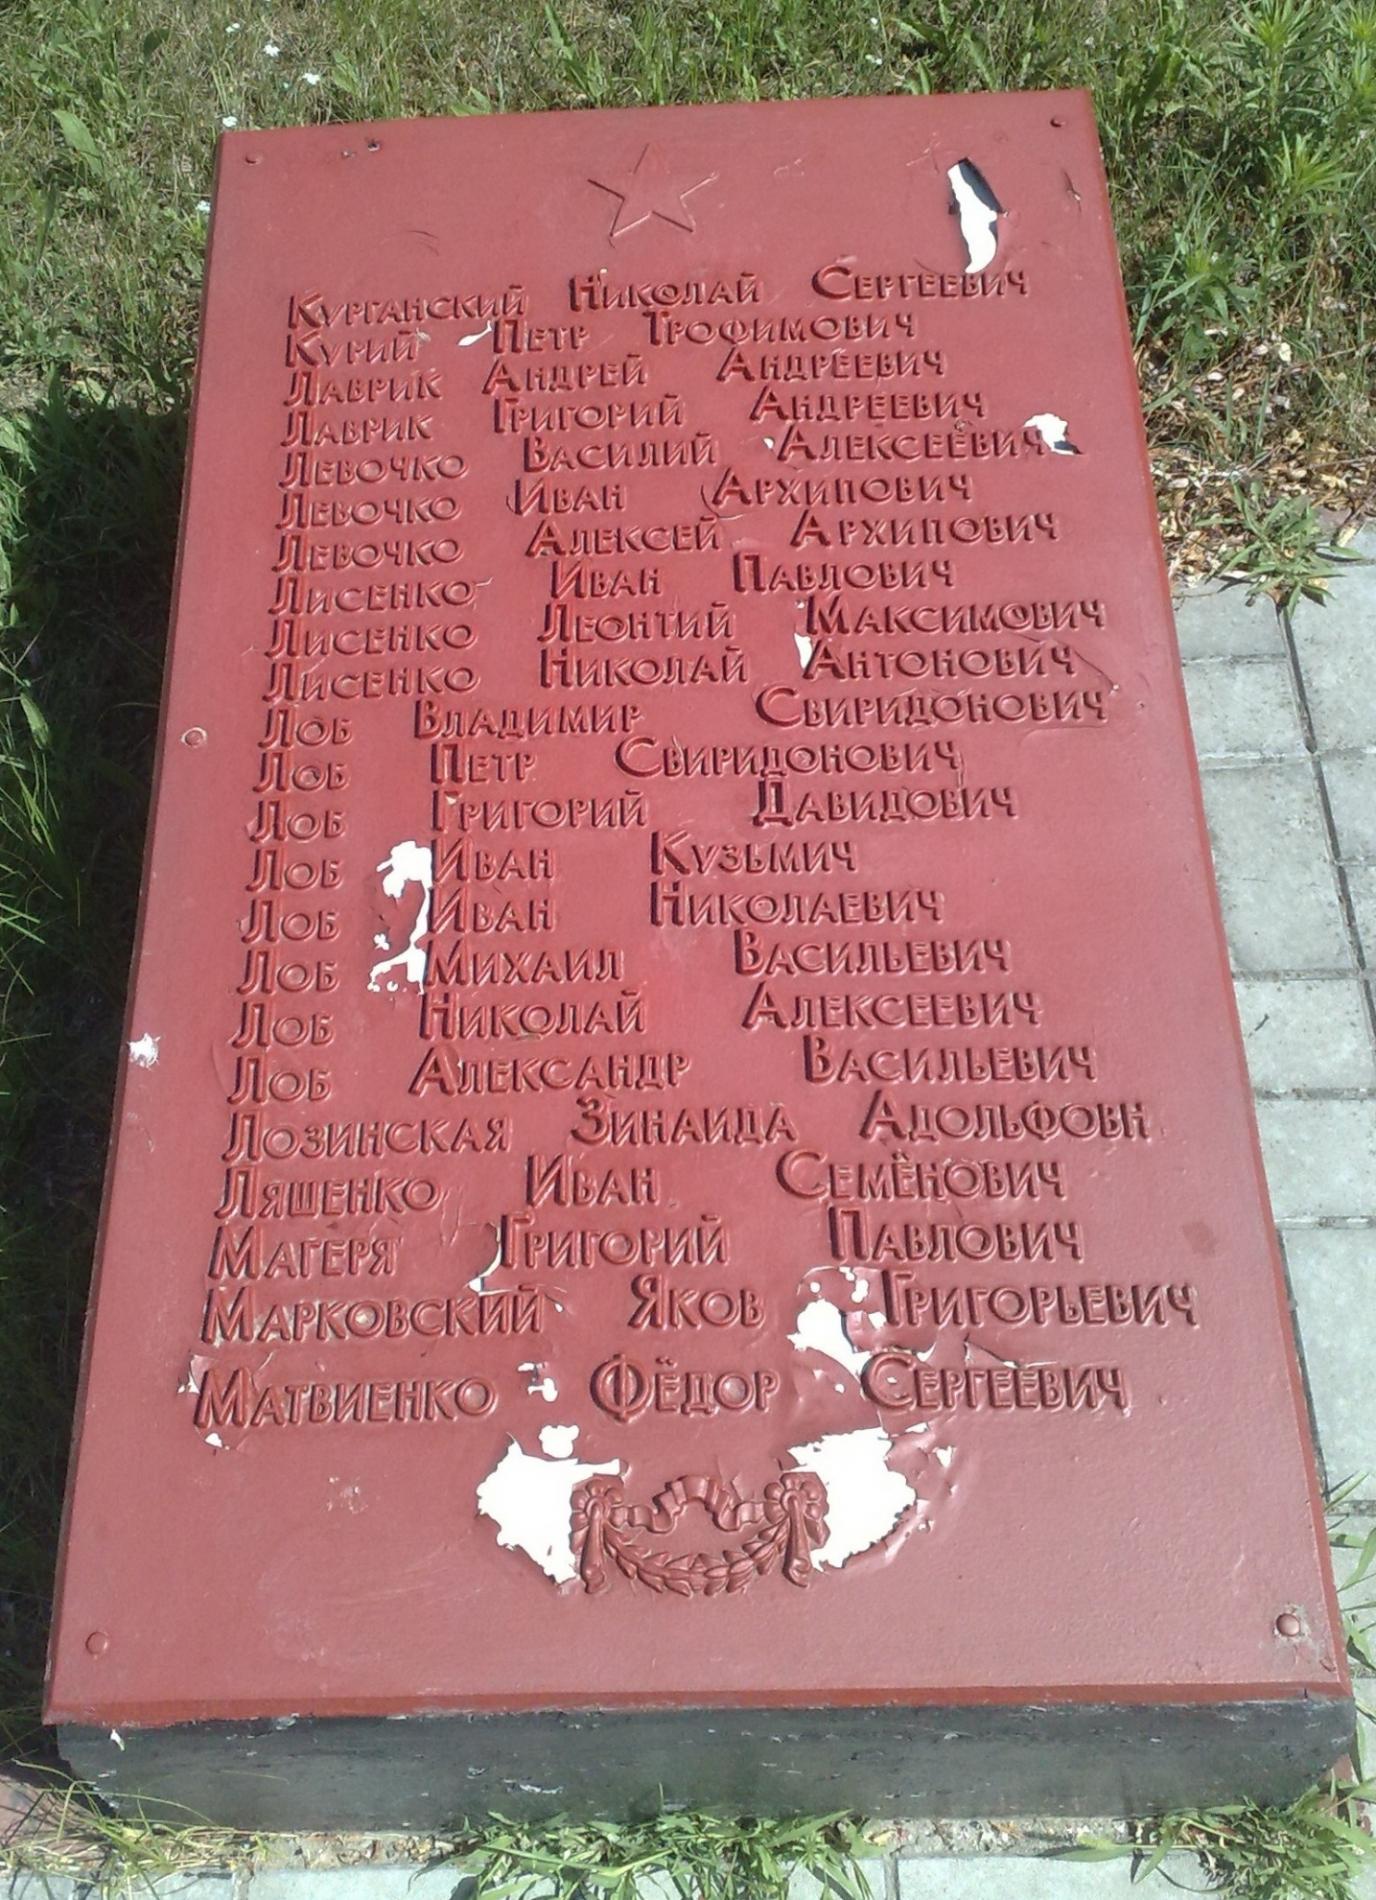 Курганский Николай Сергеевич
Курий Петр Трофимович
Лаврик Андрей Андреевич
Лаврик Григорий Андреевич
Левочко Василий Алексеевич
Левочко Иван Архипович
Левочко Алексей Архипович
Лисенко Иван Павлович
Лисенко Леонтий Максимович
Лисенко Николай Антонович
Лоб Владимир Свиридонович
Лоб Петр Свиридонович
Лоб Григорий Давидович
Лоб Иван Кузьмич
Лоб Иван Николаевич
Лоб Михаил Васильевич
Лоб Николай Алексеевич
Лоб Александр Васильевич
Лозинская Зинаида Адольфовн
Ляшенко Иван Семёнович
Магеря Григорий Павлович
Марковский Яков Григорьевич
Матвиенко Фёдор Сергеевич